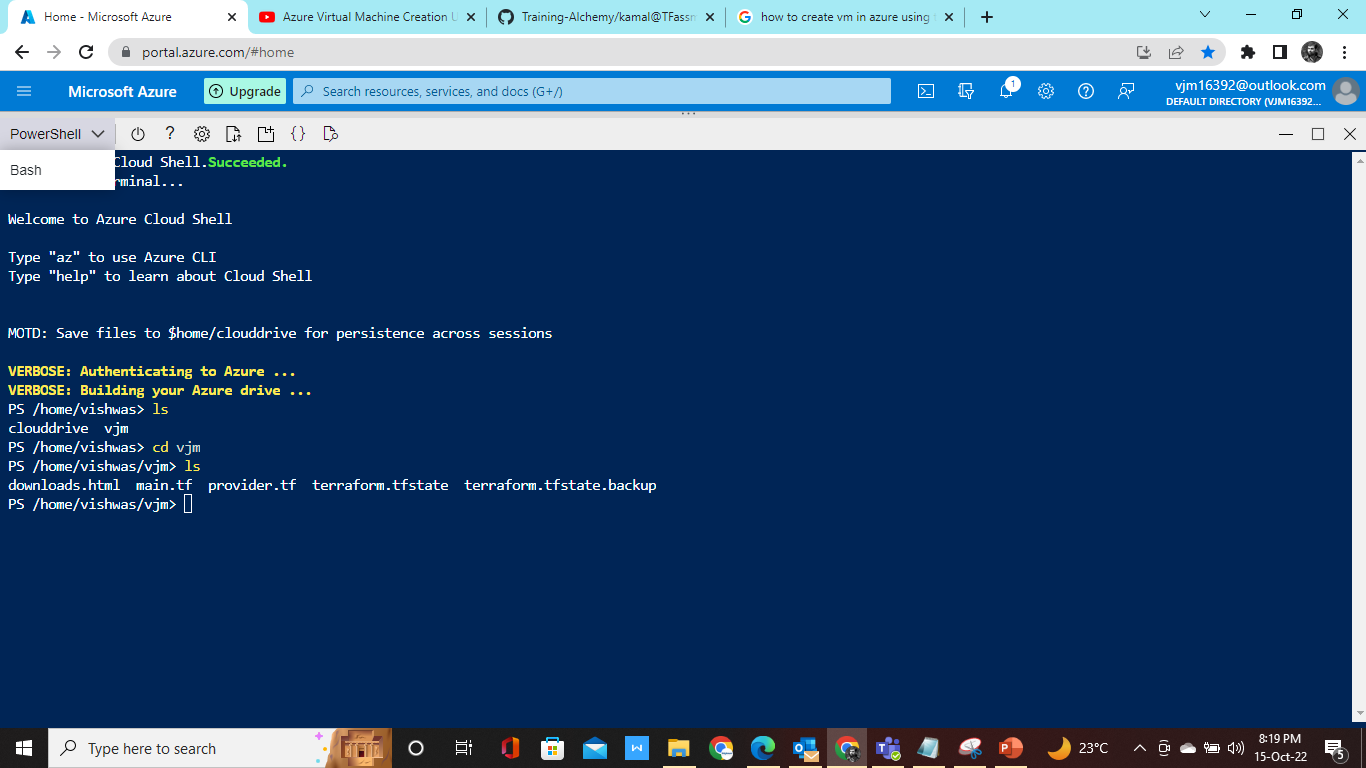 Home - Microsoft Azure
Azure Virtual Machine Creation U
Training-Alchemy/kamal@TFassm
how to create vm in azure using
portal.azure.com/#home
Microsoft Azure
Upgrade
Search resources, services, and docs (G+/)
1
vjm16392@outlook.com
DEFAULT DIRECTORY (VJM16392...
PowerShell
Bash
Cloud Shell.Succeeded.
rminal...
Welcome to Azure Cloud Shell
Type "az" to use Azure CLI
Type "help" to learn about Cloud Shell
MOTD: Save files to $home/clouddrive for persistence across sessions
VERBOSE: Authenticating to Azure ...
VERBOSE: Building your Azure drive ...
PS /home/vishwas> ls
clouddrive  vjm
PS /home/vishwas> cd vjm
PS /home/vishwas/vjm> ls
downloads.html  main.tf  provider.tf  terraform.tfstate  terraform.tfstate.backup
PS /home/vishwas/vjm>
Type here to search
23°C
8:19 PM
15-Oct-22
5